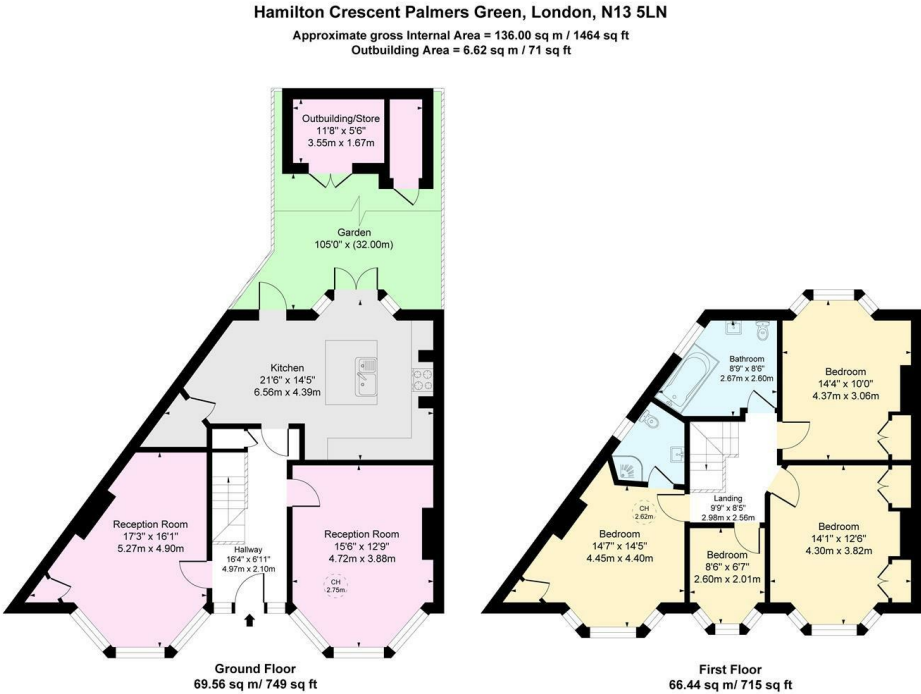 Hamilton Crescent Palmers Green, London, N13 5LN
Approximate gross Internal Area = 136.00 sq m / 1464 sq ft
Outbuilding Area = 6.62 sq m / 71 sq ft
Outbuilding/Store
11'8" x 5'6"
3.55m x 1.67m
Garden
105'0" x (32.00m)
Kitchen
21'6" x 14'5"
6.56m x 4.39m
Reception Room
17'3" x 16'1"
5.27m x 4.90m
Hallway
16'4" x 6'11"
4.97m x 2.10m
Reception Room
15'6" x 12'9"
4.72m x 3.88m
CH
2.75m
Ground Floor
69.56 sq m/ 749 sq ft
Bathroom
8'9" x 8'6"
2.67m x 2.60m
Bedroom
14'4" x 10'0"
4.37m x 3.06m
CH
2.62m
Landing
9'9" x 8'5"
2.98m x 2.56m
Bedroom
14'7" x 14'5"
4.45m x 4.40m
Bedroom
8'6" x 6'7"
2.60m x 2.01m
Bedroom
14'1" x 12'6"
4.30m x 3.82m
First Floor
66.44 sq m/ 715 sq ft